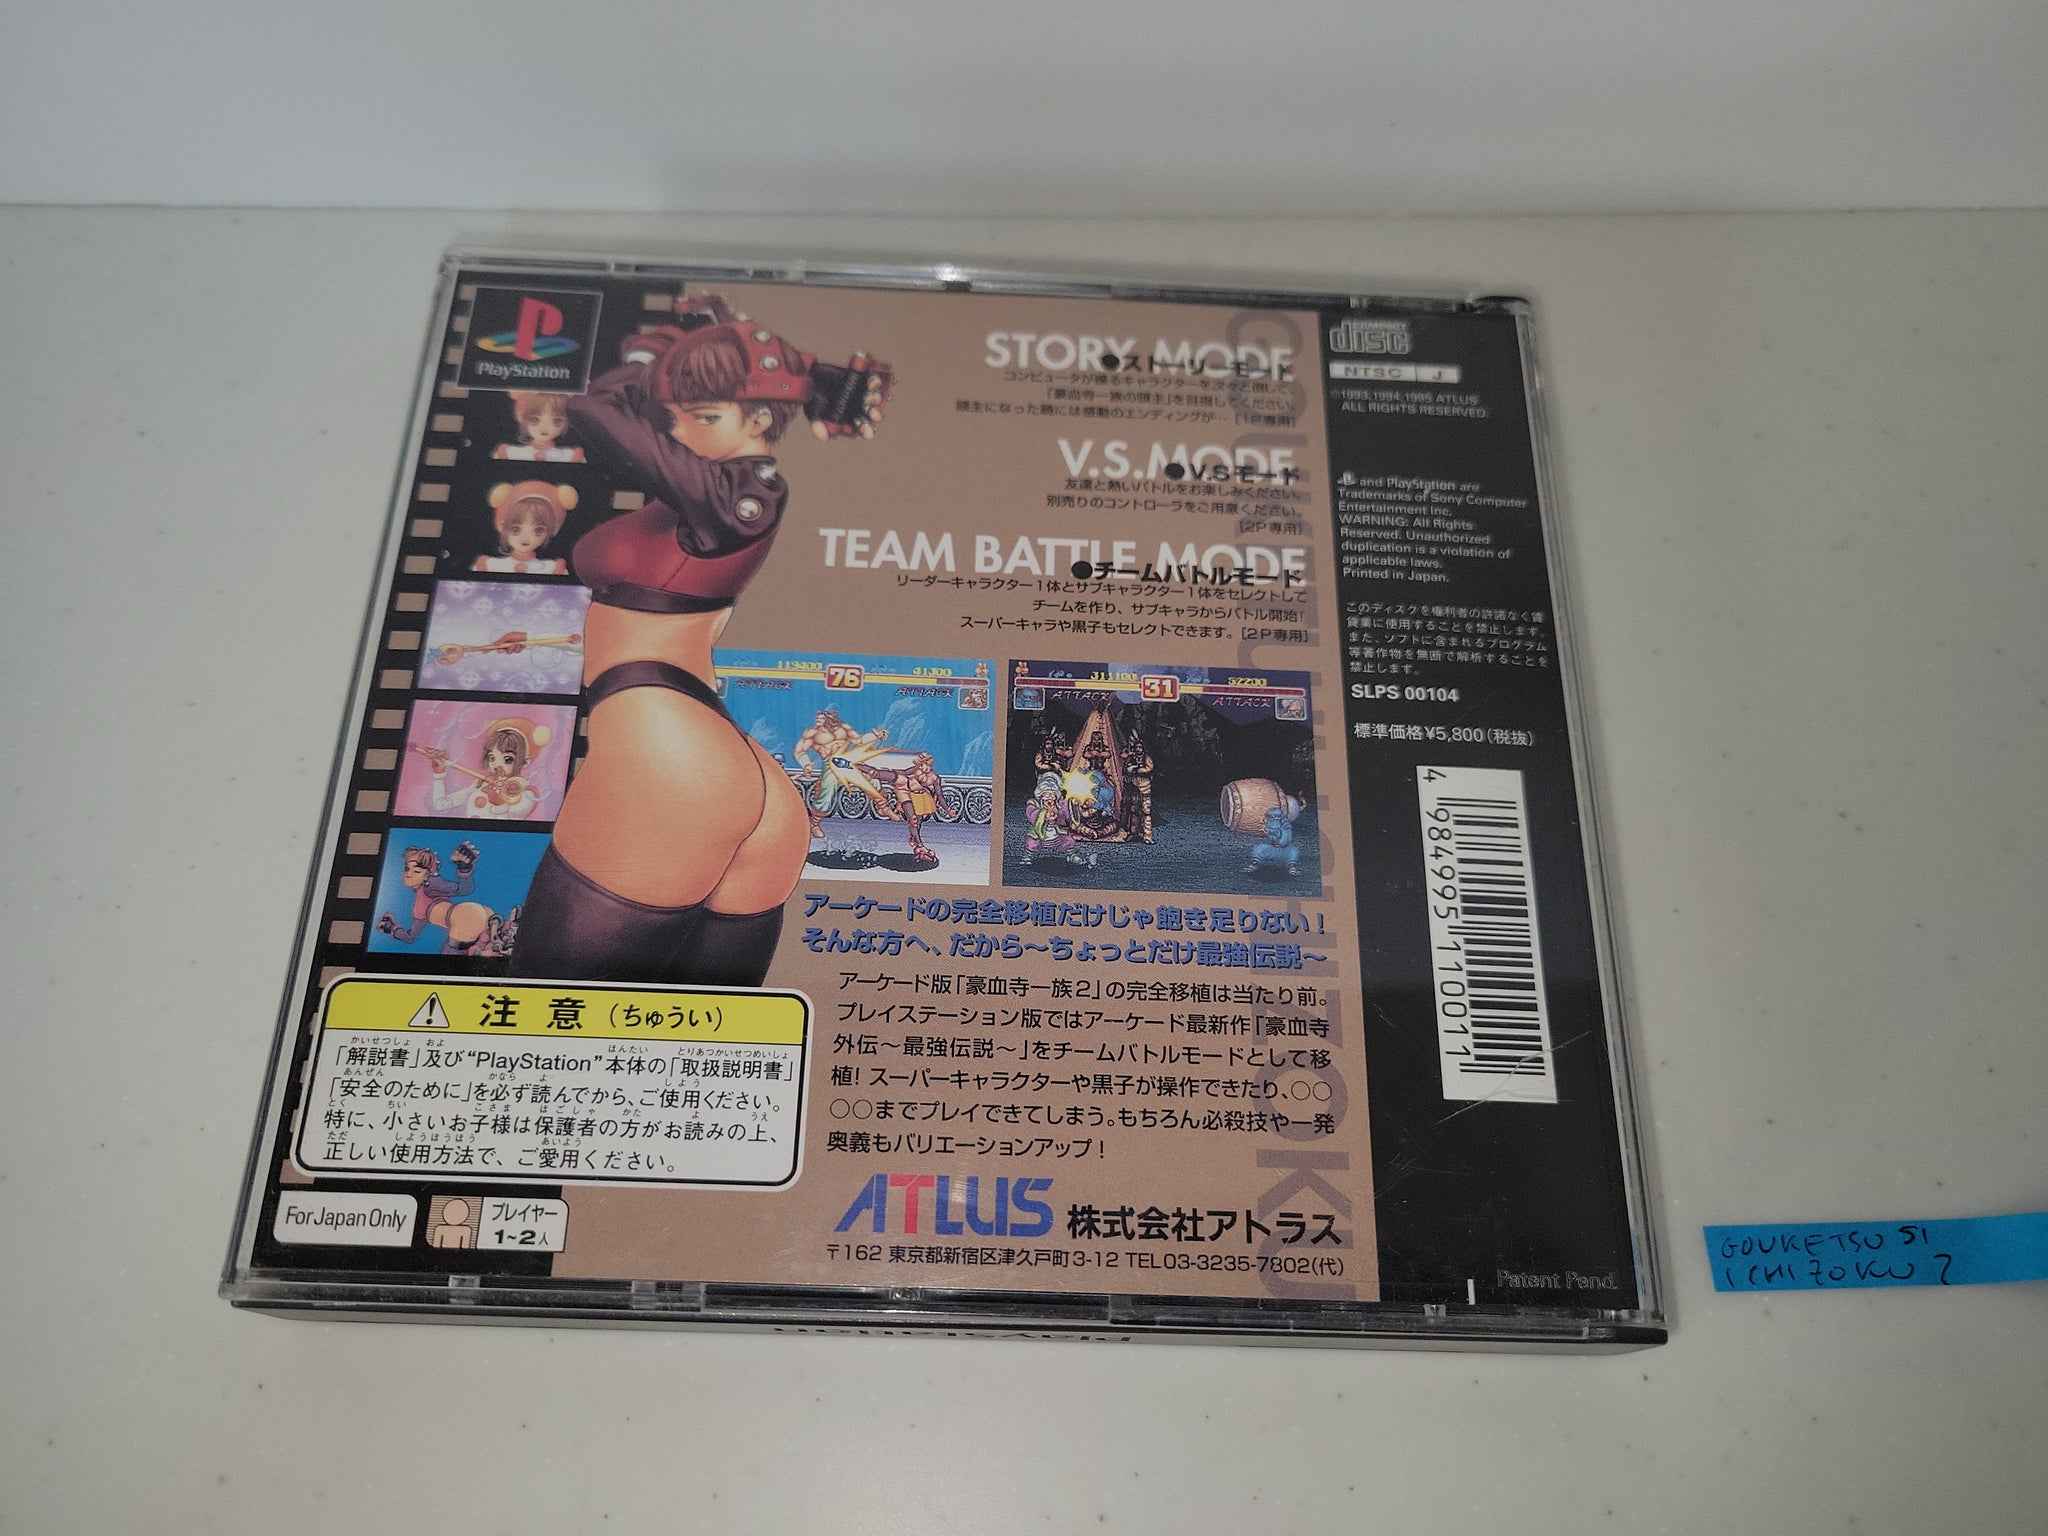 PlayStation
STORY MODE
●ストーリーモード
コンピュータが操るキャラクターを次々と倒して、
「豪血寺一族の頭主」を目指してください。
頭主になった時には感動のエンディングが…［1P専用］
V.S.MODE
●V.Sモード
友達と熱いバトルをお楽しみください。
別売りのコントローラをご用意ください。
［2P専用］
TEAM BATTLE MODE
●チームバトルモード
リーダーキャラクター1体とサブキャラクター1体をセレクトして
チームを作り、サブキャラからバトル開始!
スーパーキャラや黒子もセレクトできます。［2P専用］
76
41300
ATTACK
ATTACK
31
52200
ATTACK
ATTACK
アーケードの完全移植だけじゃ飽き足りない!
そんな方へ、だから〜ちょっとだけ最強伝説〜
アーケード版「豪血寺一族2」の完全移植は当たり前。
プレイステーション版ではアーケード最新作「豪血寺
外伝〜最強伝説〜」をチームバトルモードとして移
植! スーパーキャラクターや黒子が操作できたり、○○
○○までプレイできてしまう。もちろん必殺技や一発
奥義もバリエーションアップ!
ATLUS 株式会社アトラス
〒162 東京都新宿区津久戸町3-12 TEL03-3235-7802(代)
注意(ちゅうい)
「解説書」及び“PlayStation”本体の「取扱説明書」
「安全のために」を必ず読んでから、ご使用ください。
特に、小さいお子様は保護者の方がお読みの上、
正しい使用方法で、ご愛用ください。
For Japan Only
プレイヤー
1~2人
COMPACT
disc
NTSC J
©1993,1994,1995 ATLUS
ALL RIGHTS RESERVED.
and PlayStation are
Trademarks of Sony Computer
Entertainment Inc.
WARNING: All Rights
Reserved. Unauthorized
duplication is a violation of
applicable laws.
Printed in Japan.
このディスクを権利者の許諾なく賃
貸業に使用することを禁止します。
また、ソフトに含まれるプログラム
等著作物を無断で解析することを
禁止します。
SLPS 00104
標準価格¥5,800(税抜)
4 984995 110011
Patent Pend.
PlayStation
GOUKETSU SI
ICHIZOKU 2